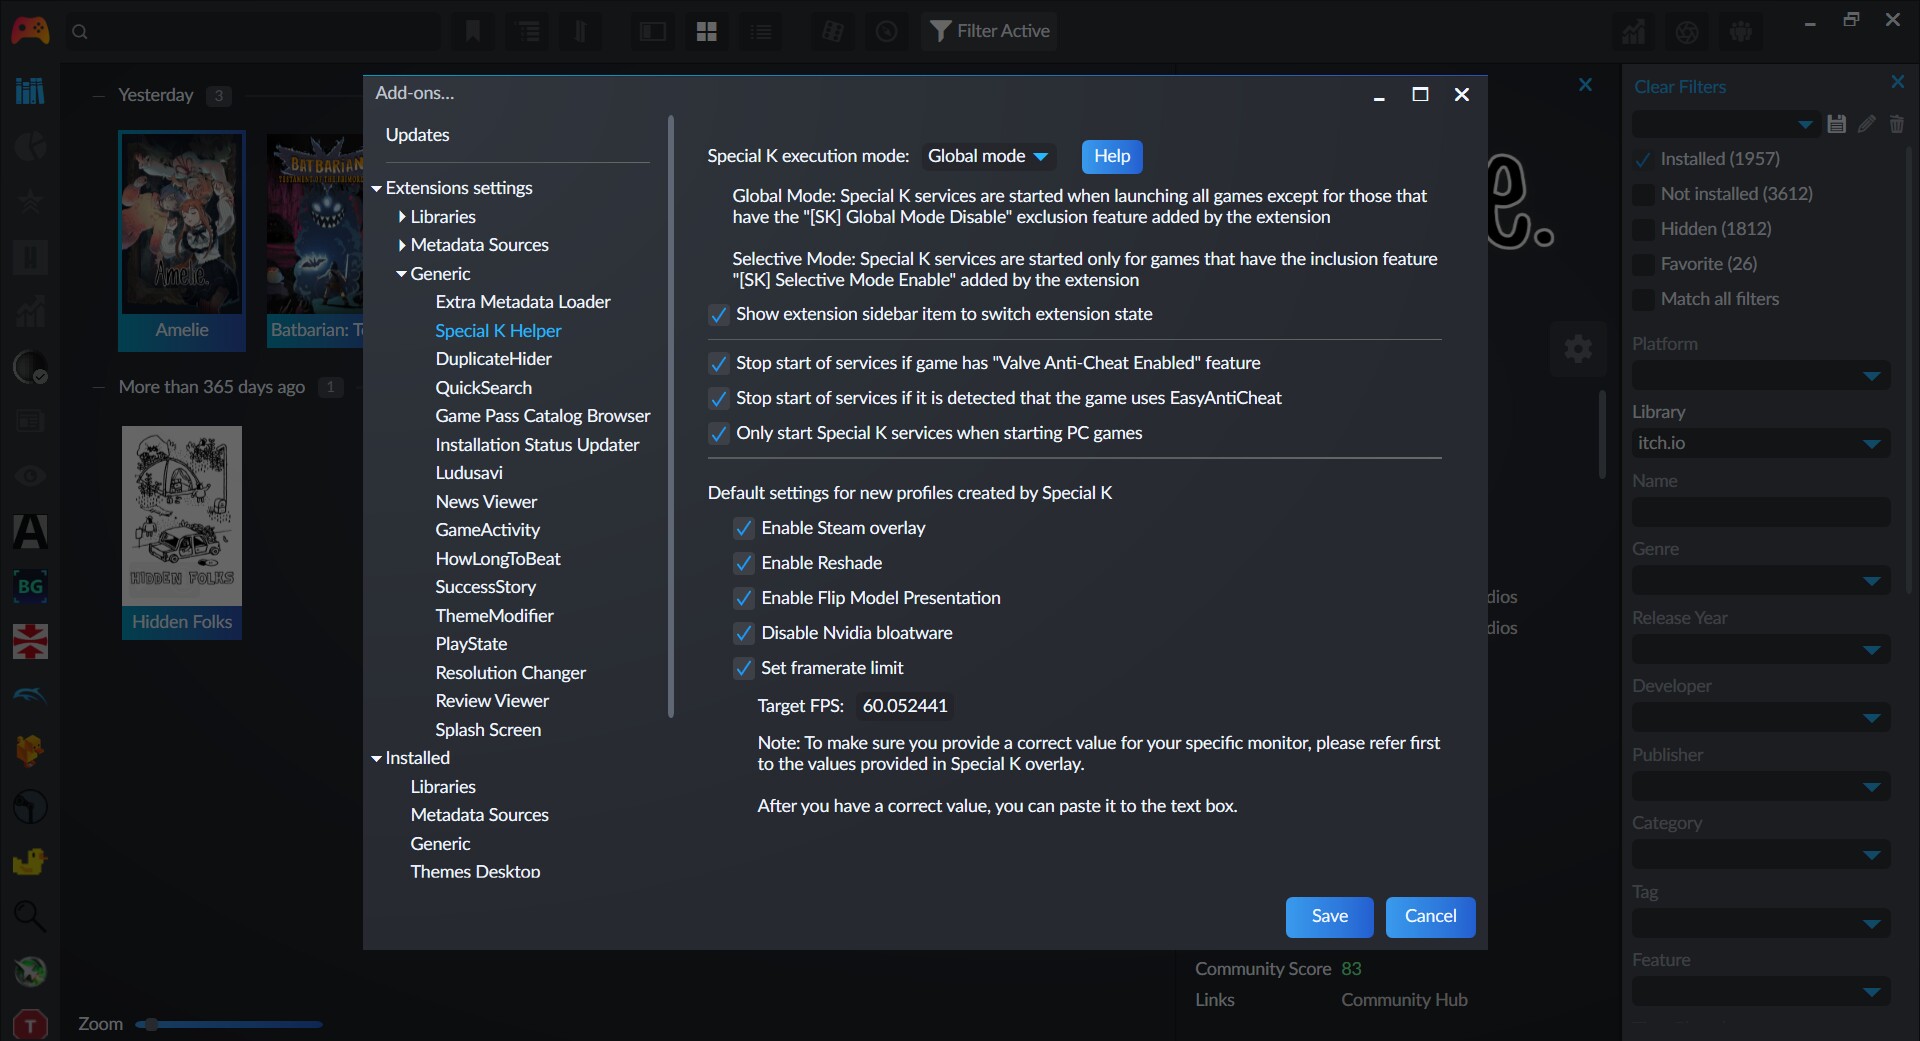 Filter Active
Yesterday 3
Amelie.
Amelie
BATBARIAN
Batbarian: T
More than 365 days ago 1
HIDDEN FOLKS
Hidden Folks
A
BG
T
Zoom
Add-ons...
Updates
Extensions settings
Libraries
Metadata Sources
Generic
Extra Metadata Loader
Special K Helper
DuplicateHider
QuickSearch
Game Pass Catalog Browser
Installation Status Updater
Ludusavi
News Viewer
GameActivity
HowLongToBeat
SuccessStory
ThemeModifier
PlayState
Resolution Changer
Review Viewer
Splash Screen
Installed
Libraries
Metadata Sources
Generic
Themes Desktop
Special K execution mode: Global mode Help
Global Mode: Special K services are started when launching all games except for those that
have the "[SK] Global Mode Disable" exclusion feature added by the extension
Selective Mode: Special K services are started only for games that have the inclusion feature
"[SK] Selective Mode Enable" added by the extension
Show extension sidebar item to switch extension state
Stop start of services if game has "Valve Anti-Cheat Enabled" feature
Stop start of services if it is detected that the game uses EasyAntiCheat
Only start Special K services when starting PC games
Default settings for new profiles created by Special K
Enable Steam overlay
Enable Reshade
Enable Flip Model Presentation
Disable Nvidia bloatware
Set framerate limit
Target FPS: 60.052441
Note: To make sure you provide a correct value for your specific monitor, please refer first
to the values provided in Special K overlay.
After you have a correct value, you can paste it to the text box.
Save Cancel
e.
dios
dios
Community Score 83
Links Community Hub
Clear Filters
Installed (1957)
Not installed (3612)
Hidden (1812)
Favorite (26)
Match all filters
Platform
Library
itch.io
Name
Genre
Release Year
Developer
Publisher
Category
Tag
Feature